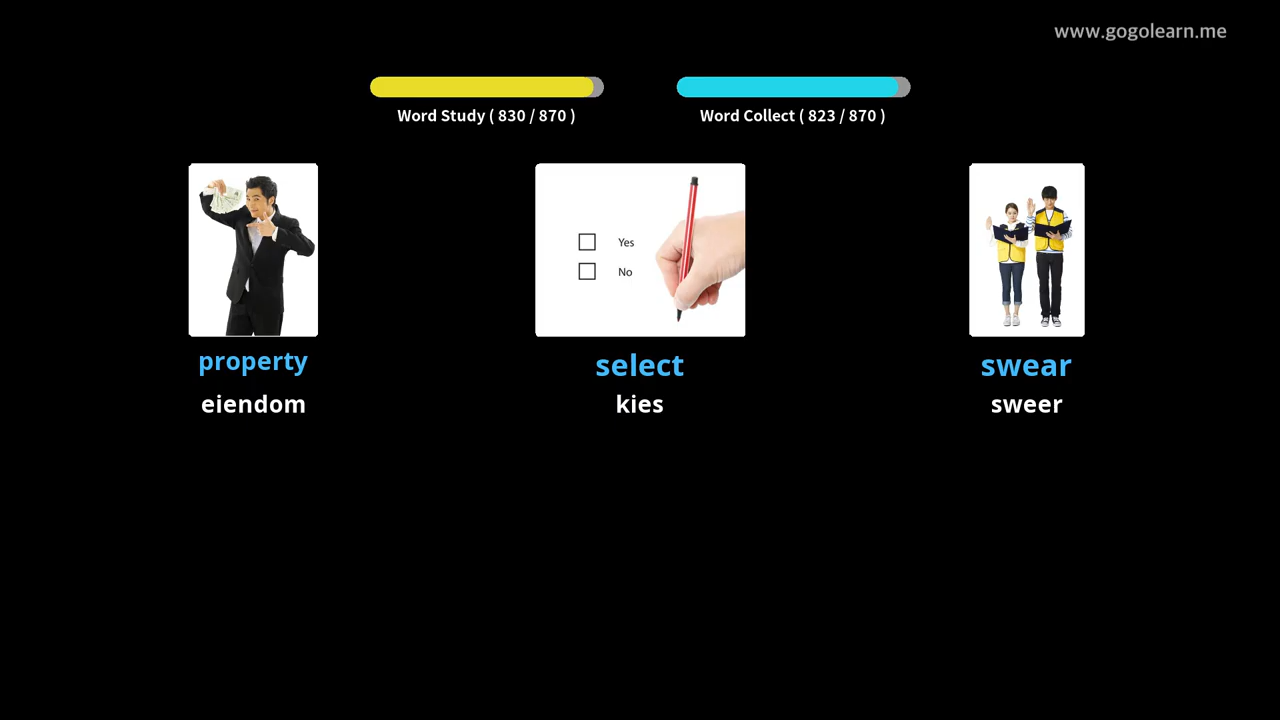 www.gogolearn.me
Word Study ( 830 / 870 )
Word Collect ( 823 / 870 )
Yes
No
property
select
swear
eiendom
kies
sweer